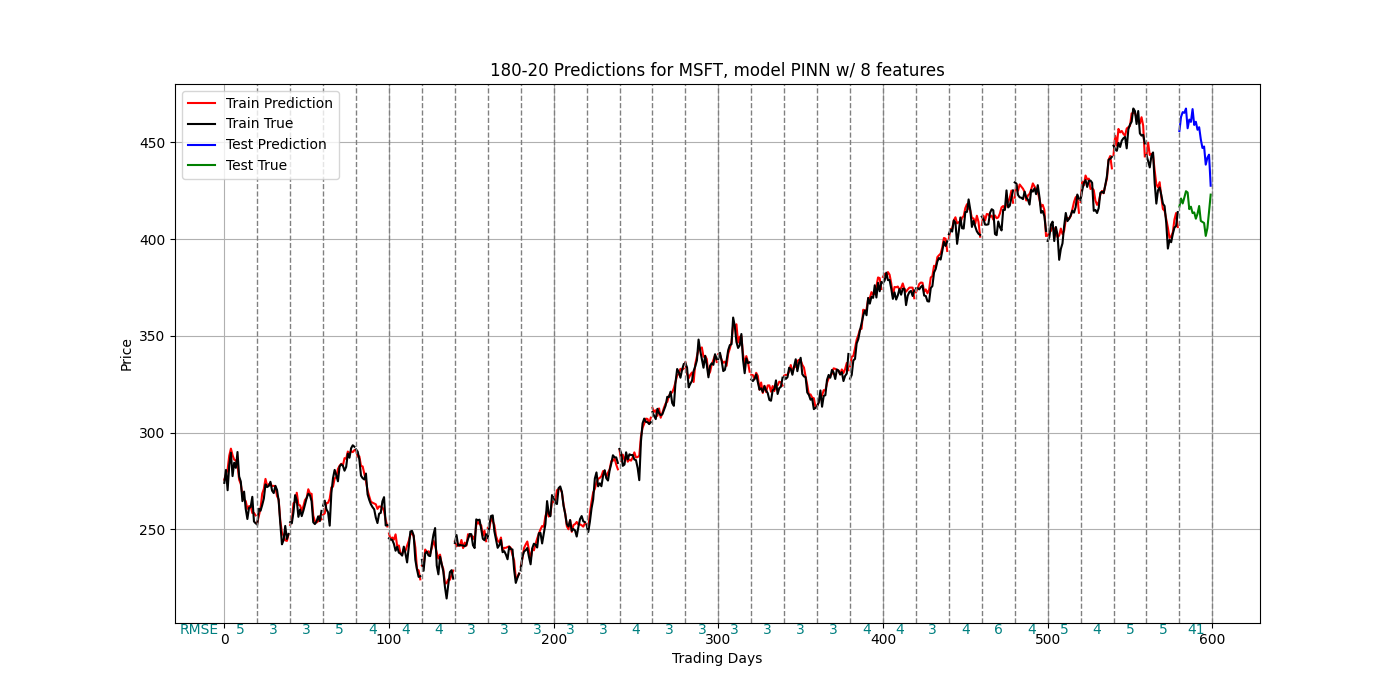 180-20 Predictions for MSFT, model PINN w/ 8 features
Train Prediction
Train True
Test Prediction
Test True
450
400
350
300
250
Price
RMSE 5 3 3 5 4 4 4 3 3 3 3 3 4 3 3 3 3 3 3 4 4 3 4 6 4 5 4 5 5 41
0 100 200 300 400 500 600
Trading Days